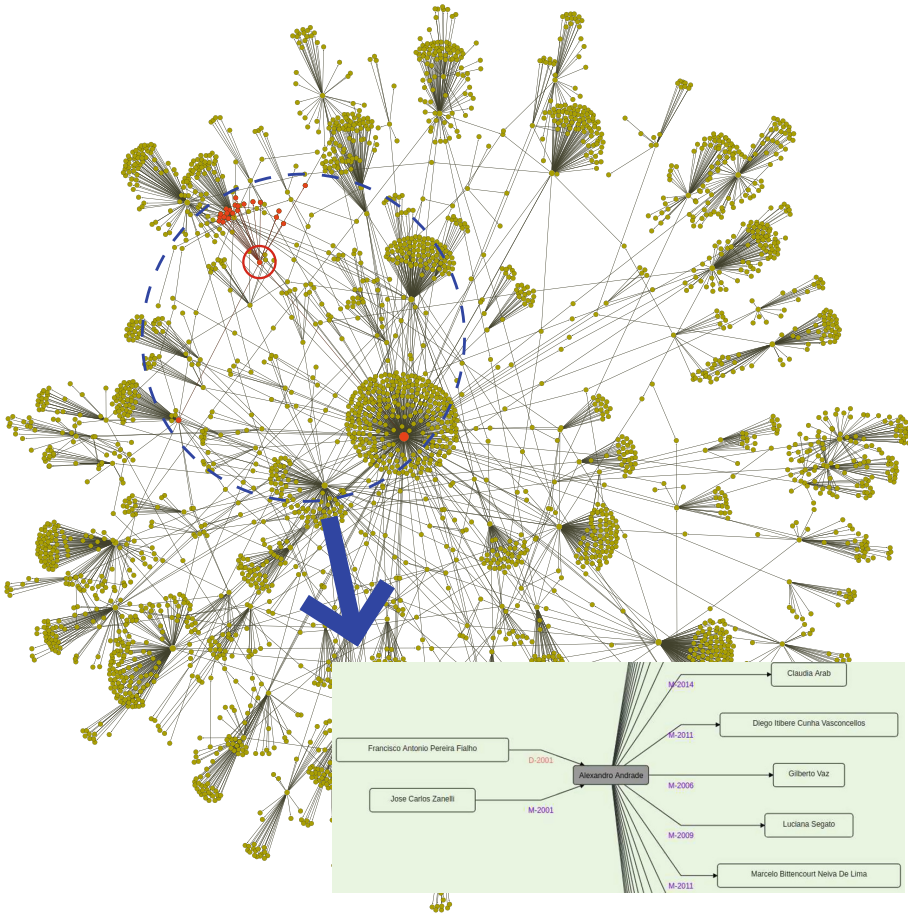 Claudia Arab
M-2014
Diego Itibere Cunha Vasconcellos
M-2011
Francisco Antonio Pereira Fialho
D-2001
Alexandro Andrade
Gilberto Vaz
M-2006
Jose Carlos Zanelli
M-2001
Luciana Segato
M-2009
Marcelo Bittencourt Neiva De Lima
M-2011